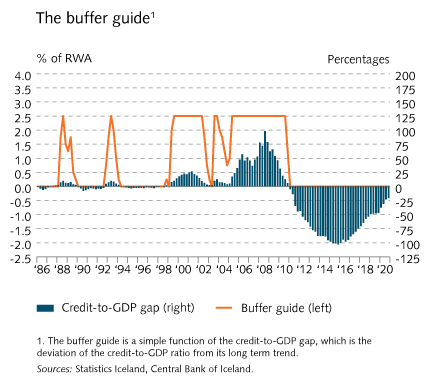 The buffer guide¹
% of RWA Percentages
4.0 200
3.5 175
3.0 150
2.5 125
2.0 100
1.5 75
1.0 50
0.5 25
0.0 0
-0.5 -25
-1.0 -50
-1.5 -75
-2.0 -100
-2.5 -125
'86 '88 '90 '92 '94 '96 '98 '00 '02 '04 '06 '08 '10 '12 '14 '16 '18 '20
Credit-to-GDP gap (right) Buffer guide (left)
1. The buffer guide is a simple function of the credit-to-GDP gap, which is the
deviation of the credit-to-GDP ratio from its long term trend.
Sources: Statistics Iceland, Central Bank of Iceland.